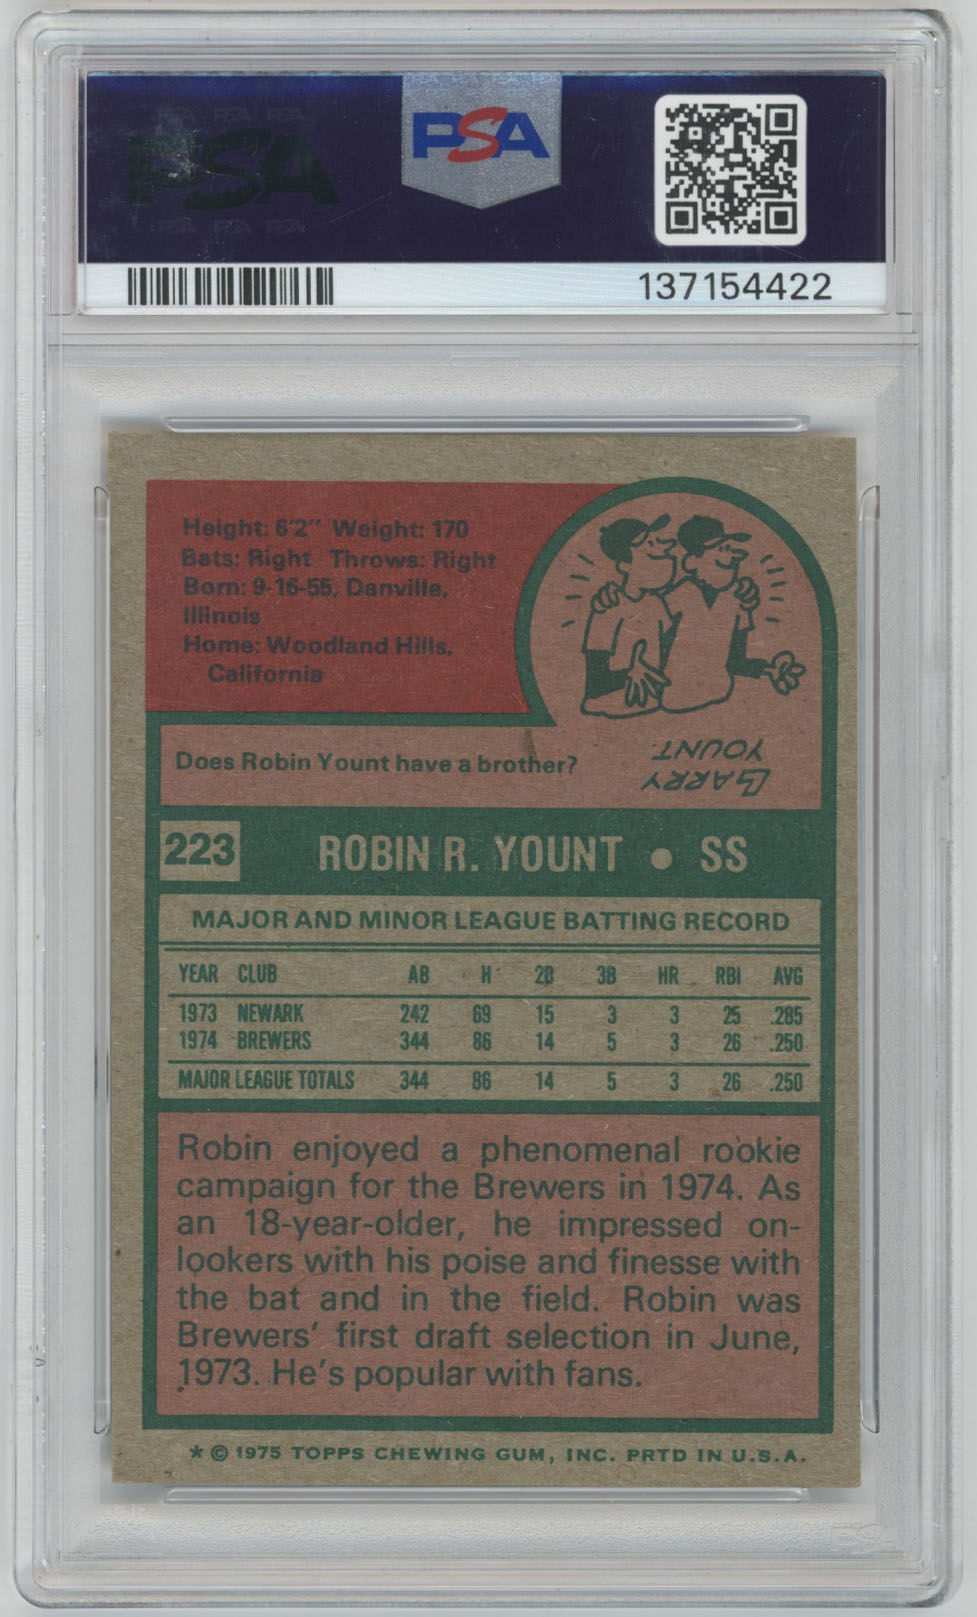 PSA
PSA
137154422
Height: 6'2" Weight: 170
Bats: Right Throws: Right
Born: 9-16-55, Danville,
Illinois
Home: Woodland Hills,
California
Does Robin Yount have a brother?
LARRY
YOUNT.
223 ROBIN R. YOUNT • SS
MAJOR AND MINOR LEAGUE BATTING RECORD
YEAR CLUB AB H 2B 3B HR RBI AVG
1973 NEWARK 242 69 15 3 3 25 .285
1974 BREWERS 344 86 14 5 3 26 .250
MAJOR LEAGUE TOTALS 344 86 14 5 3 26 .250
Robin enjoyed a phenomenal rookie
campaign for the Brewers in 1974. As
an 18-year-older, he impressed on-
lookers with his poise and finesse with
the bat and in the field. Robin was
Brewers' first draft selection in June,
1973. He's popular with fans.
* © 1975 TOPPS CHEWING GUM, INC. PRTD IN U.S.A.